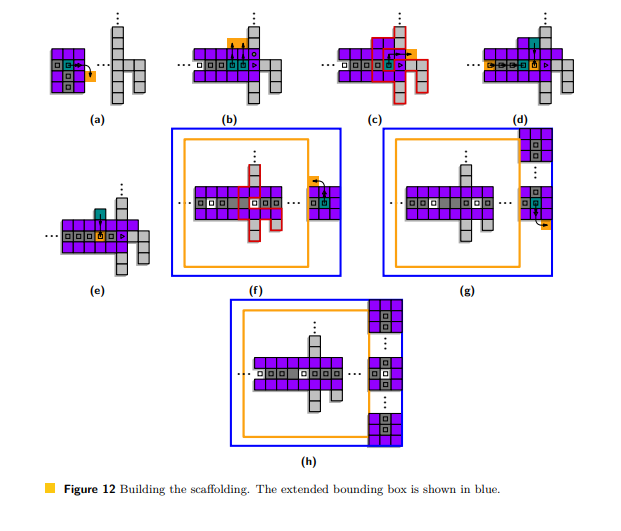 (a)
(b)
(c)
(d)
(e)
(f)
(g)
(h)
Figure 12 Building the scaffolding. The extended bounding box is shown in blue.